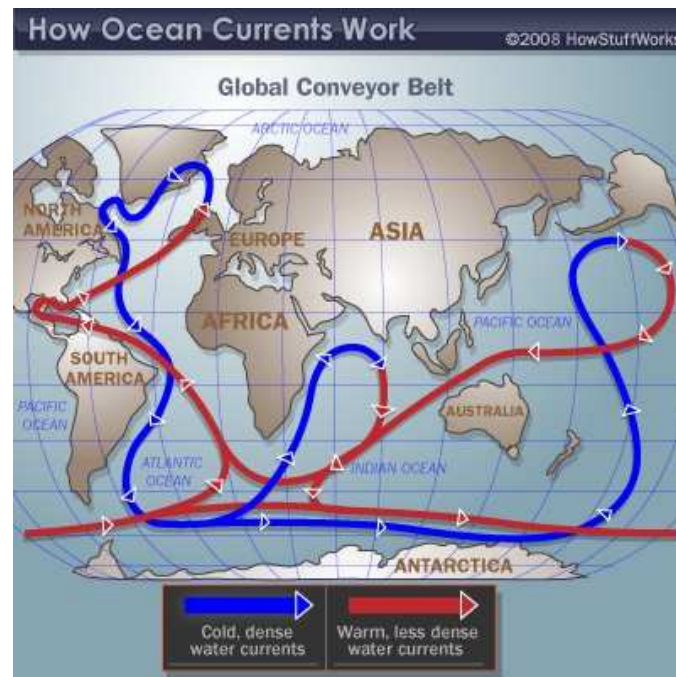 How Ocean Currents Work
©2008 HowStuffWorks
Global Conveyor Belt
ARCTIC OCEAN
NORTH
AMERICA
EUROPE
ASIA
AFRICA
PACIFIC OCEAN
SOUTH
AMERICA
PACIFIC
OCEAN
AUSTRALIA
ATLANTIC
OCEAN
INDIAN OCEAN
ANTARCTICA
Cold, dense
water currents
Warm, less dense
water currents